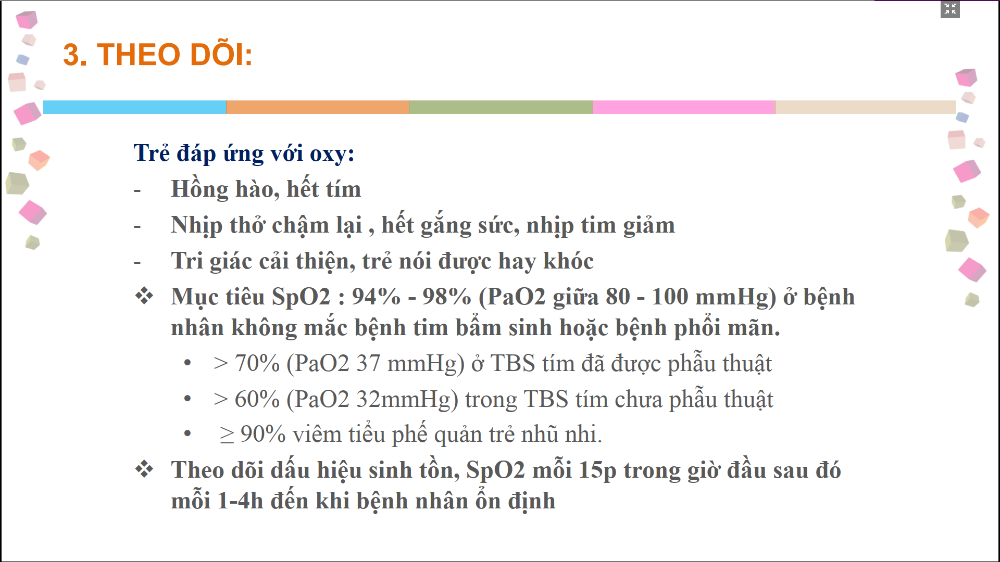 3. THEO DÕI:
Trẻ đáp ứng với oxy:
- Hồng hào, hết tím
- Nhịp thở chậm lại , hết gắng sức, nhịp tim giảm
- Tri giác cải thiện, trẻ nói được hay khóc
❖ Mục tiêu SpO2 : 94% - 98% (PaO2 giữa 80 - 100 mmHg) ở bệnh
nhân không mắc bệnh tim bẩm sinh hoặc bệnh phổi mãn.
• > 70% (PaO2 37 mmHg) ở TBS tím đã được phẫu thuật
• > 60% (PaO2 32mmHg) trong TBS tím chưa phẫu thuật
• ≥ 90% viêm tiểu phế quản trẻ nhũ nhi.
❖ Theo dõi dấu hiệu sinh tồn, SpO2 mỗi 15p trong giờ đầu sau đó
mỗi 1-4h đến khi bệnh nhân ổn định